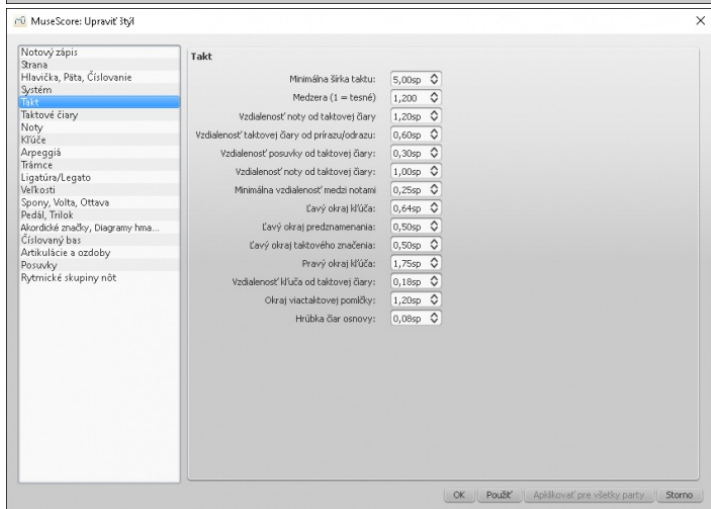 MuseScore: Upraviť štýl
Notový zápis
Strana
Hlavička, Päta, Číslovanie
Systém
Takt
Taktové čiary
Noty
Kľúče
Arpeggiá
Trámce
Ligatúra/Legato
Veľkosti
Spony, Volta, Ottava
Pedál, Trilok
Akordické značky, Diagramy hma...
Číslovaný bas
Artikulácie a ozdoby
Posuvky
Rytmické skupiny nôt
Takt
Minimálna šírka taktu: 5,00sp
Medzera (1 = tesné) 1,200
Vzdialenosť noty od taktovej čiary 1,20sp
Vzdialenosť taktovej čiary od prírazu/odrazu: 0,60sp
Vzdialenosť posuvky od taktovej čiary: 0,30sp
Vzdialenosť noty od taktovej čiary: 1,00sp
Minimálna vzdialenosť medzi notami 0,25sp
Ľavý okraj kľúča: 0,64sp
Ľavý okraj predznamenania: 0,50sp
Ľavý okraj taktového značenia: 0,50sp
Pravý okraj kľúča: 1,75sp
Vzdialenosť kľuča od taktovej čiary: 0,18sp
Okraj viactaktovej pomlčky: 1,20sp
Hrúbka čiar osnovy: 0,08sp
OK Použiť Aplikovať pre všetky party Storno